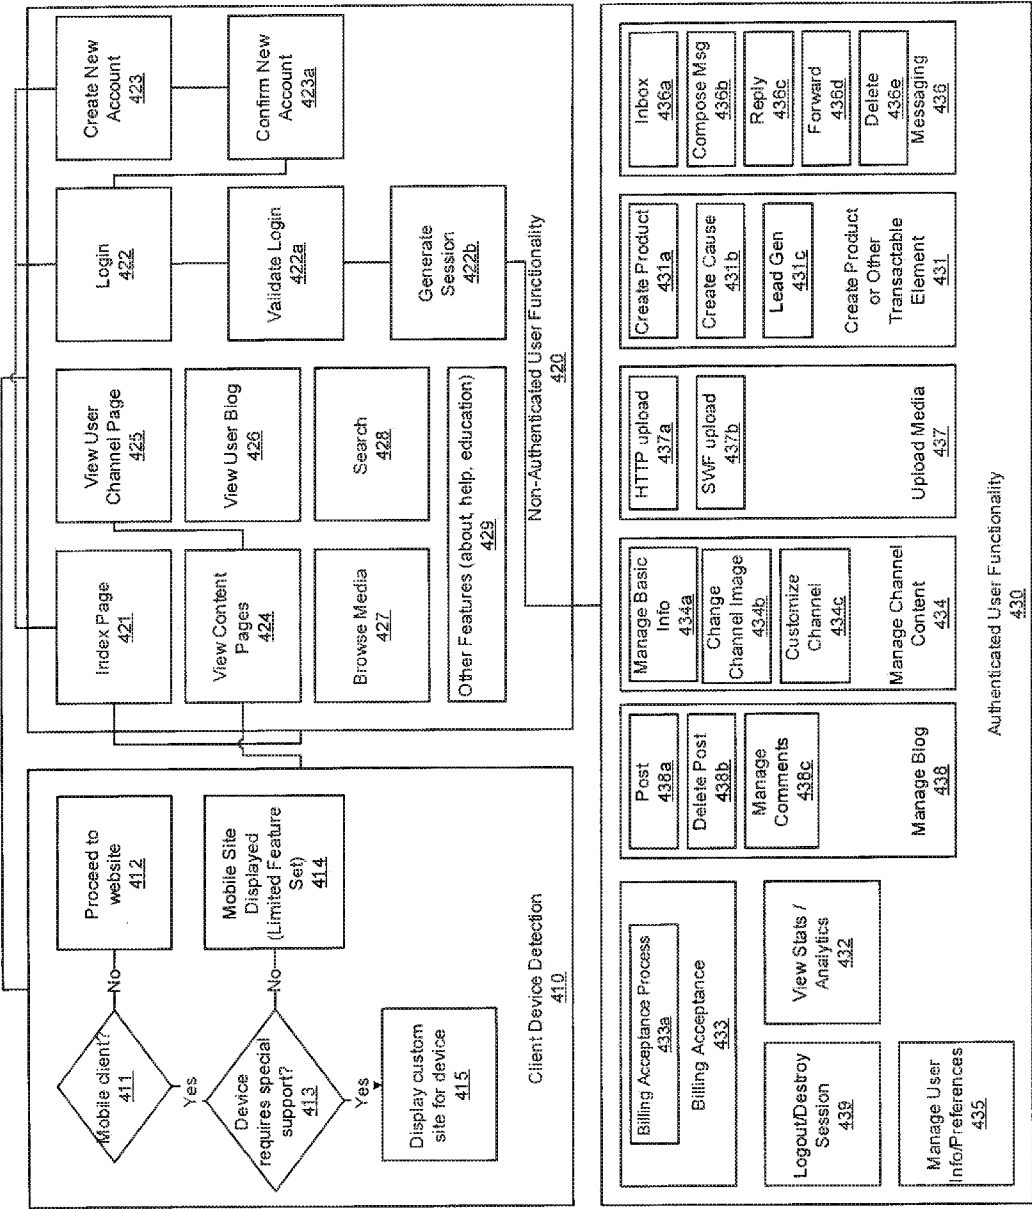 Mobile client?
411
No
Proceed to
website
412
Yes
Device
requires special
support?
413
No
Mobile Site
Displayed
(Limited Feature
Set)
414
Yes
Display custom
site for device
415
Client Device Detection
410
Index Page
421
View User
Channel Page
425
Login
422
Create New
Account
423
View Content
Pages
424
View User Blog
426
Validate Login
422a
Confirm New
Account
423a
Browse Media
427
Search
428
Generate
Session
422b
Other Features (about, help, education)
429
Non-Authenticated User Functionality
420
Billing Acceptance Process
433a
Billing Acceptance
433
Logout/Destroy
Session
439
View Stats /
Analytics
432
Manage User
Info/Preferences
435
Post
438a
Delete Post
438b
Manage
Comments
438c
Manage Blog
438
Manage Basic
Info
434a
Change
Channel Image
434b
Customize
Channel
434c
Manage Channel
Content
434
HTTP upload
437a
SWF upload
437b
Upload Media
437
Create Product
431a
Create Cause
431b
Lead Gen
431c
Create Product
or Other
Transactable
Element
431
Inbox
436a
Compose Msg
436b
Reply
436c
Forward
436d
Delete
436e
Messaging
436
Authenticated User Functionality
430